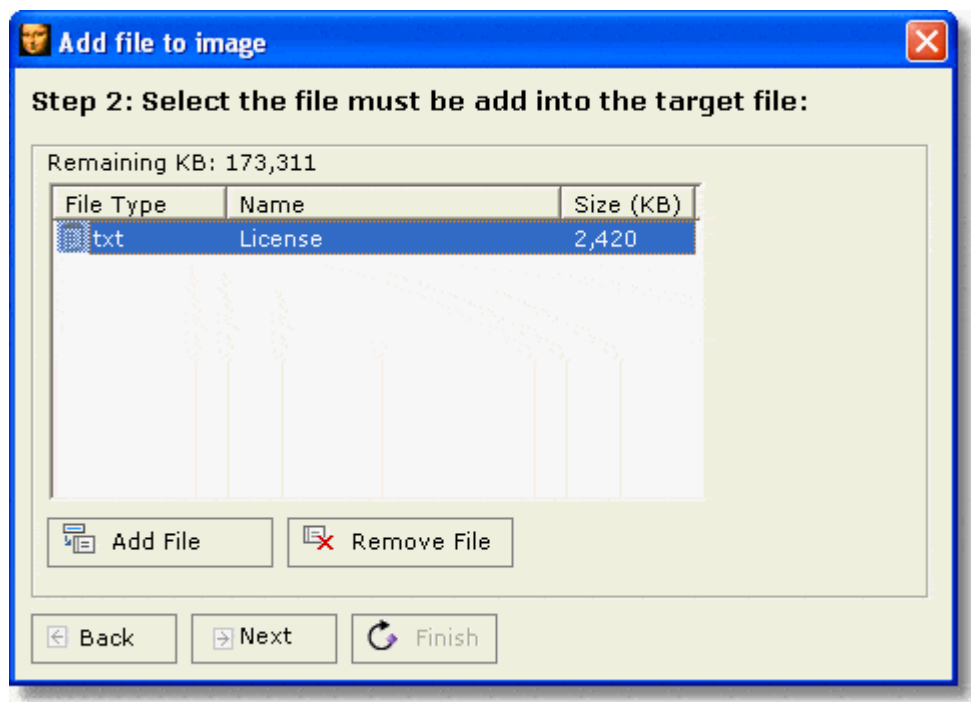 Add file to image
Step 2: Select the file must be add into the target file:
Remaining KB: 173,311
File Type Name Size (KB)
txt License 2,420
Add File Remove File
Back Next Finish